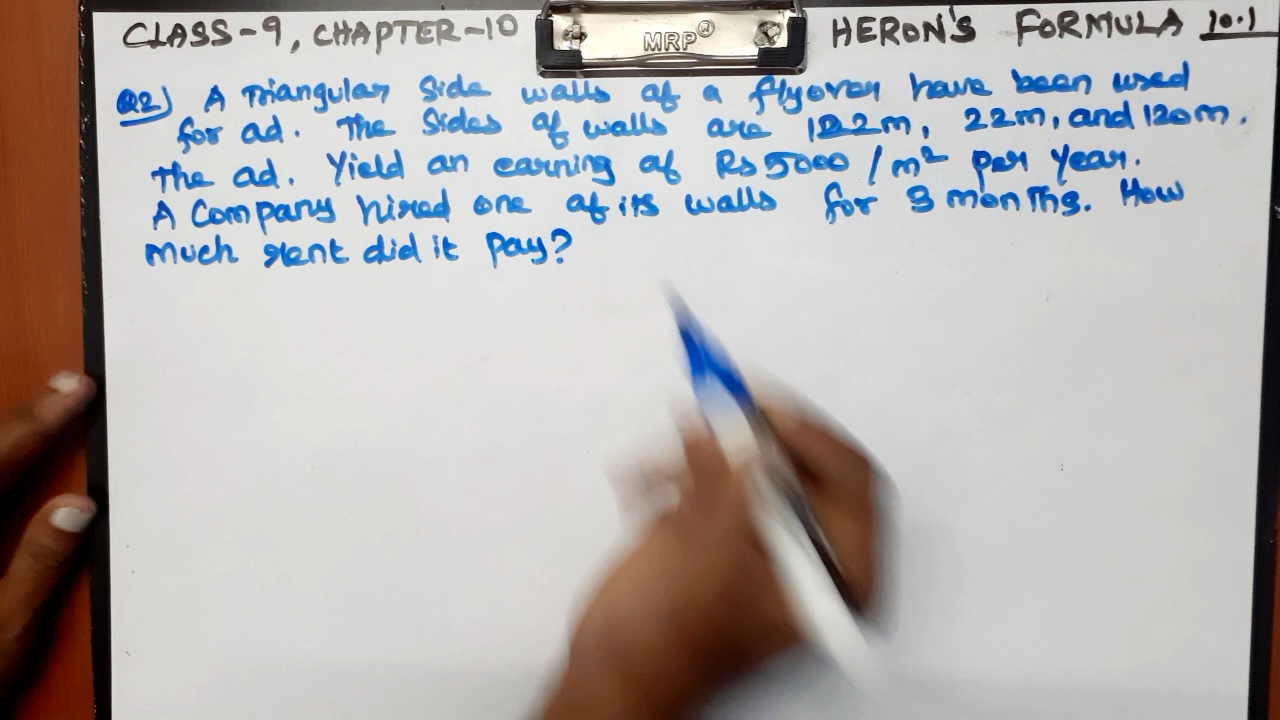 CLASS-9, CHAPTER-10 MRP® HERON'S FORMULA 10.1
Q2) A Triangular Side walls of a flyover have been used
for ad. The Sides of walls are 122m, 22m, and 120m.
The ad. Yield an earning of Rs 5000/m² per Year.
A Company hired one of its walls for 3 months. How
much rent did it pay?